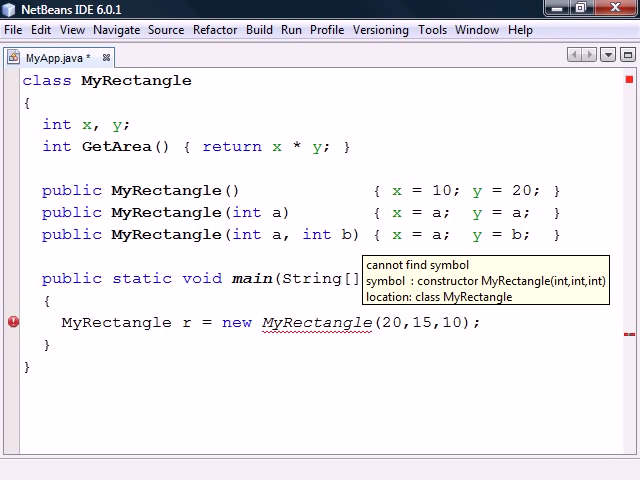 NetBeans IDE 6.0.1
File Edit View Navigate Source Refactor Build Run Profile Versioning Tools Window Help
MyApp.java *
class MyRectangle
{
int x, y;
int GetArea() { return x * y; }
public MyRectangle() { x = 10; y = 20; }
public MyRectangle(int a) { x = a; y = a; }
public MyRectangle(int a, int b) { x = a; y = b; }
cannot find symbol
symbol : constructor MyRectangle(int,int,int)
location: class MyRectangle
public static void main(String[]
{
MyRectangle r = new MyRectangle(20,15,10);
}
}